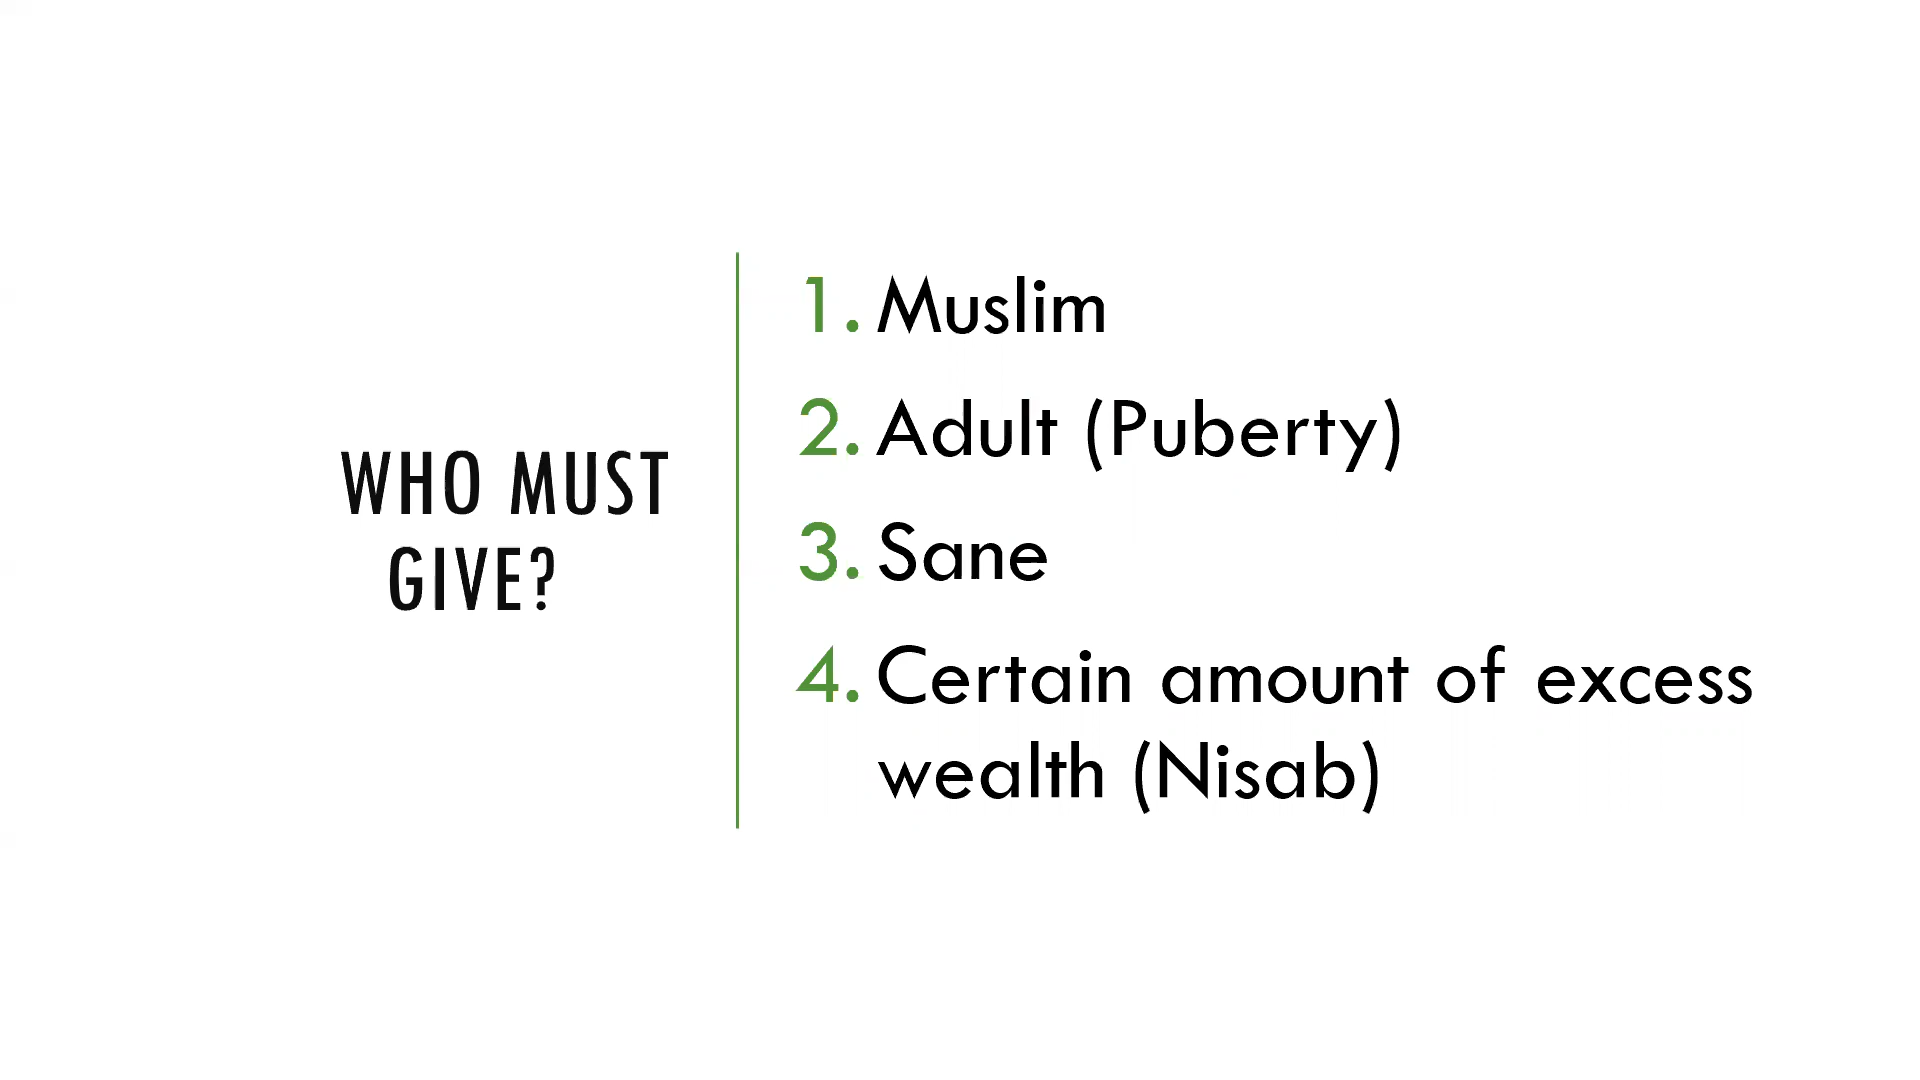 WHO MUST
GIVE?
1. Muslim
2. Adult (Puberty)
3. Sane
4. Certain amount of excess
wealth (Nisab)